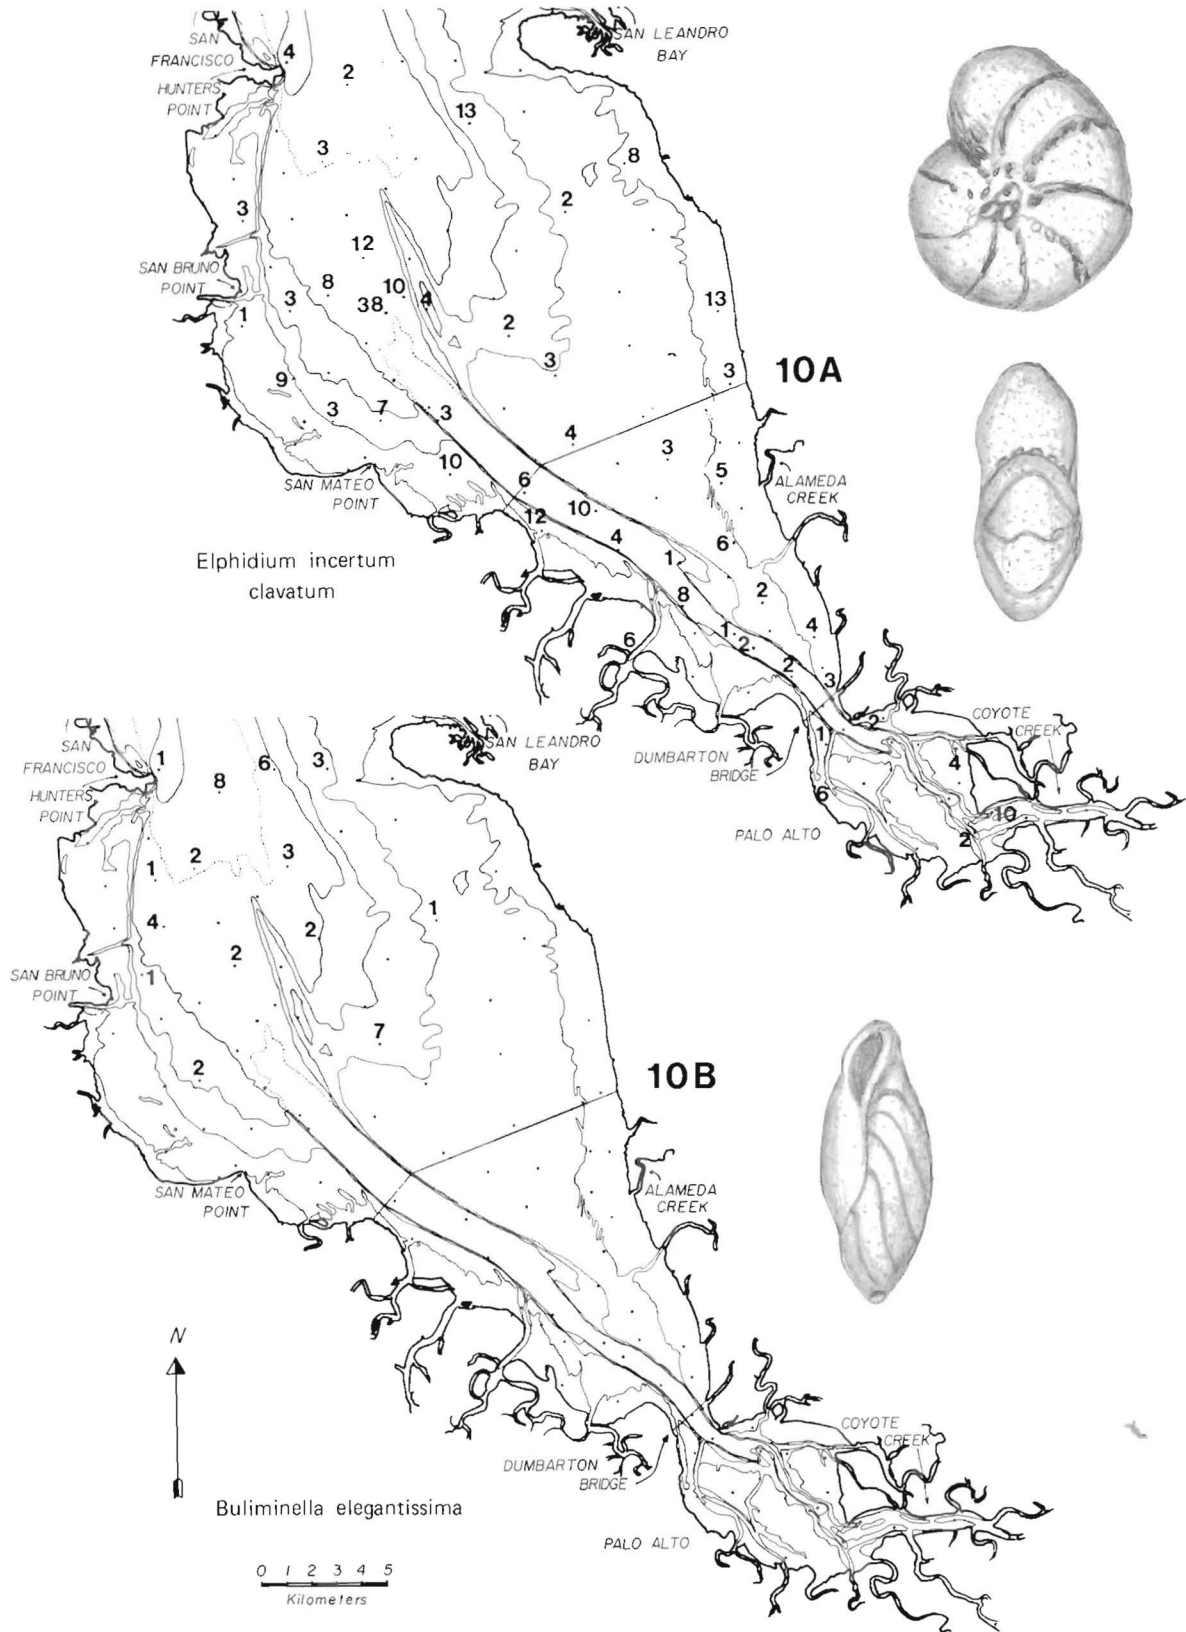 SAN LEANDRO
BAY
SAN
FRANCISCO
HUNTERS
POINT
4
2
13
3
8
2
3
12
SAN BRUNO
POINT
3
8
10
4
38
13
1
2
3
3
10A
9
3
7
3
4
3
10
5
SAN MATEO
POINT
6
ALAMEDA
CREEK
10
12
4
6
1
Elphidium incertum
clavatum
2
8
4
1
2
6
2
3
2
COYOTE
CREEK
1
DUMBARTON
BRIDGE
4
6
10
PALO ALTO
2
SAN LEANDRO
BAY
SAN
FRANCISCO
HUNTERS
POINT
1
6
3
8
2
3
1
1
4
2
2
SAN BRUNO
POINT
1
7
2
10B
SAN MATEO
POINT
ALAMEDA
CREEK
N
COYOTE
CREEK
DUMBARTON
BRIDGE
Buliminella elegantissima
PALO ALTO
0 1 2 3 4 5
Kilometers